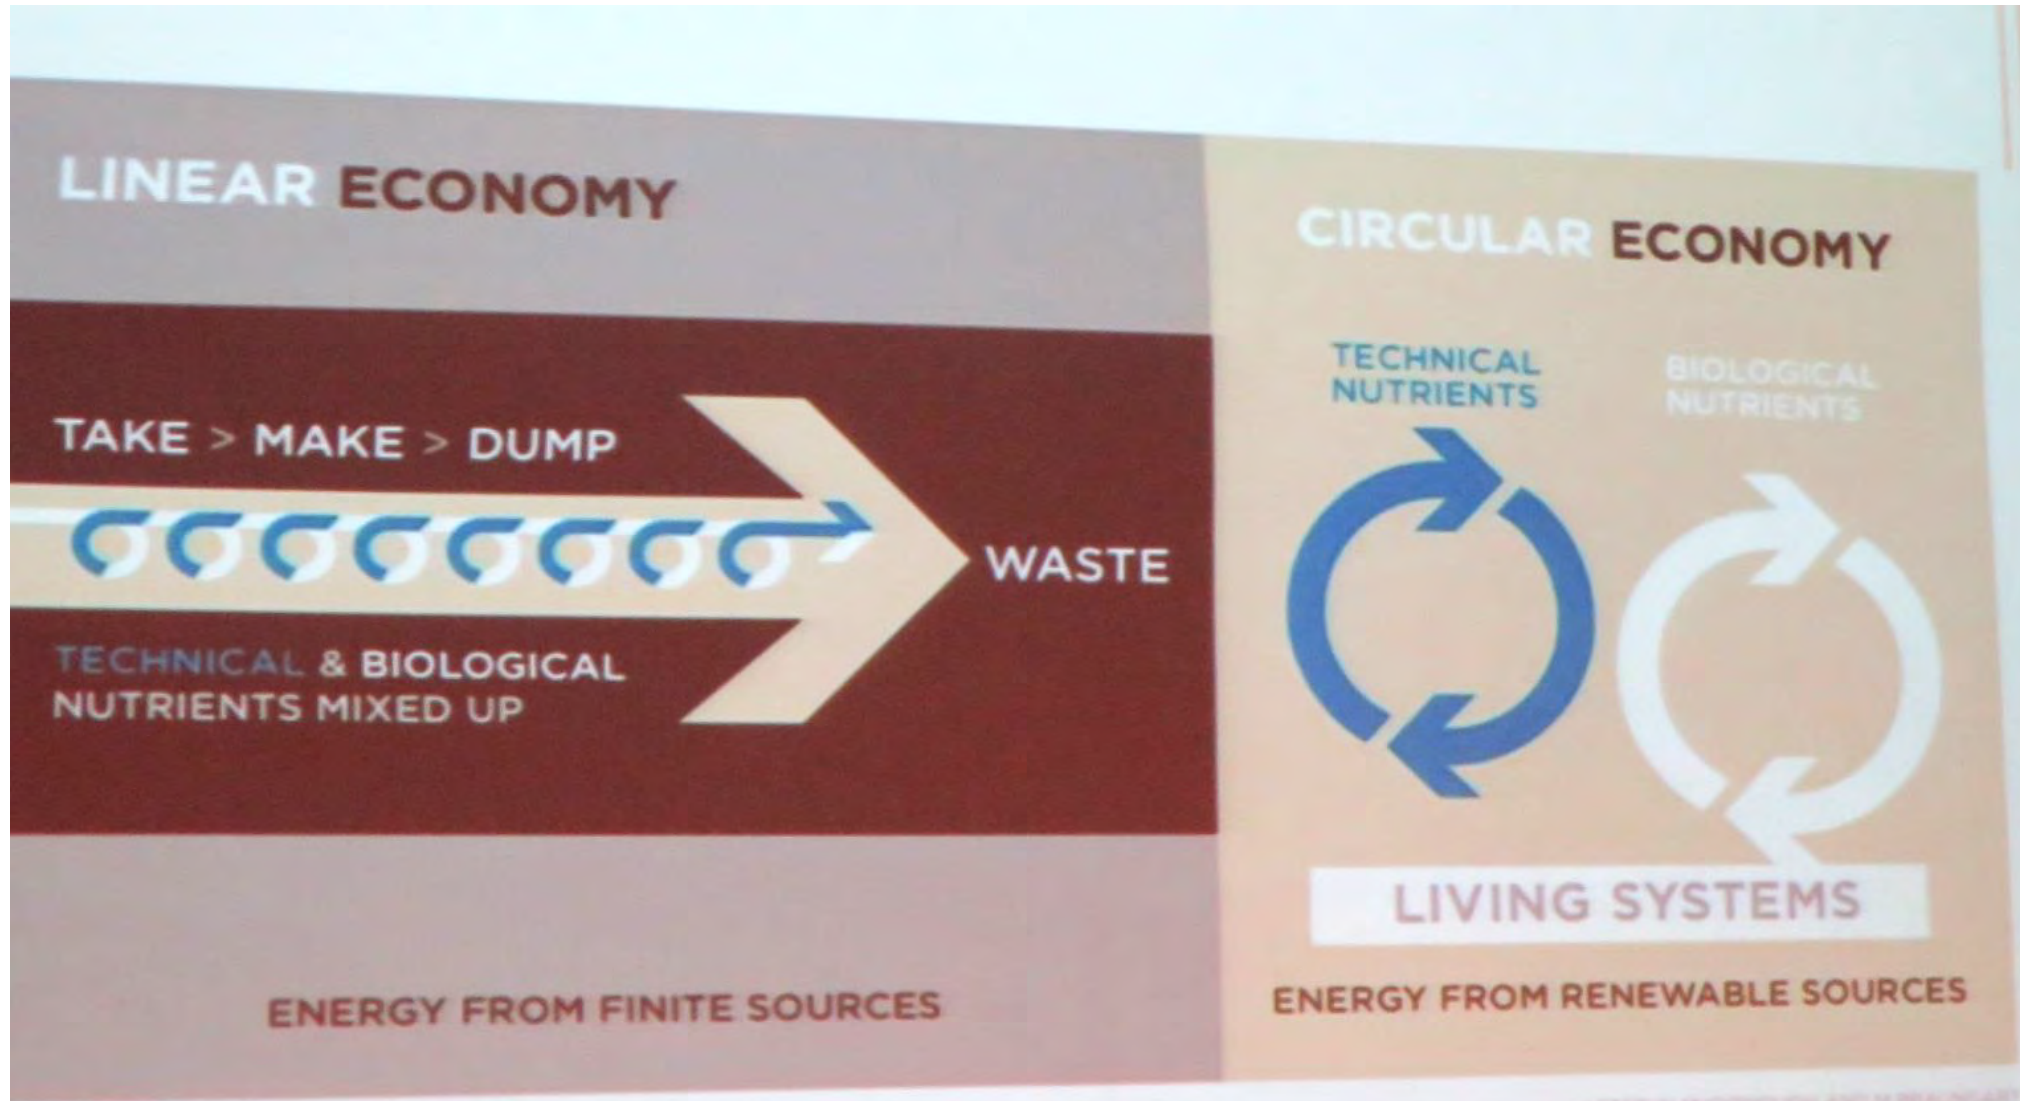 LINEAR ECONOMY
TAKE > MAKE > DUMP
WASTE
TECHNICAL & BIOLOGICAL
NUTRIENTS MIXED UP
ENERGY FROM FINITE SOURCES
CIRCULAR ECONOMY
TECHNICAL
NUTRIENTS
BIOLOGICAL
NUTRIENTS
LIVING SYSTEMS
ENERGY FROM RENEWABLE SOURCES